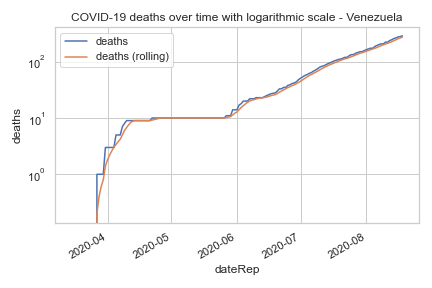 COVID-19 deaths over time with logarithmic scale - Venezuela
deaths
deaths (rolling)
10²
10¹
10⁰
deaths
2020-04
2020-05
2020-06
2020-07
2020-08
dateRep